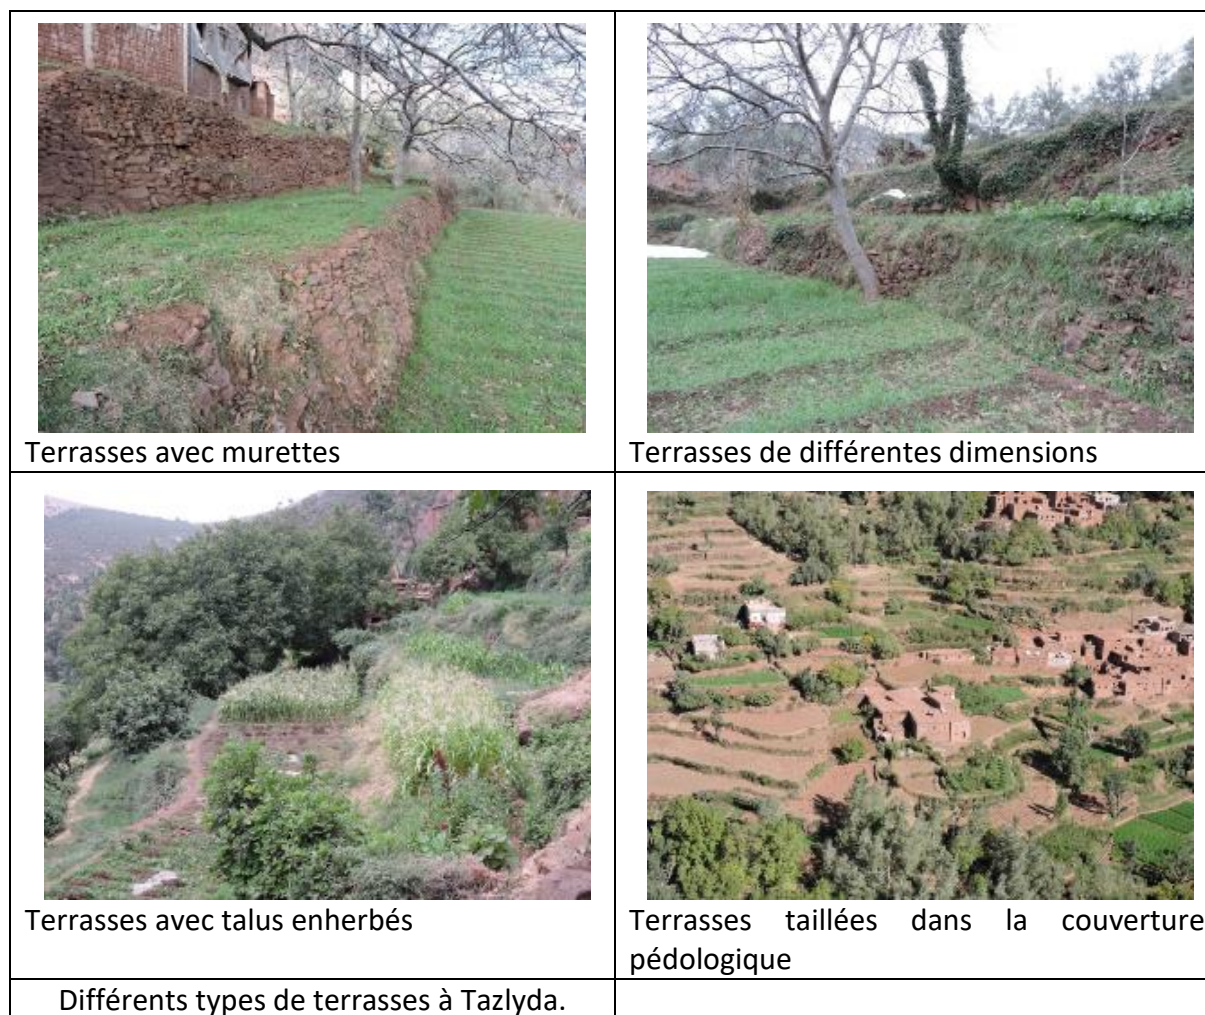 Terrasses avec murettes
Terrasses de différentes dimensions
Terrasses avec talus enherbés
Terrasses taillées dans la couverture
pédologique
Différents types de terrasses à Tazlyda.